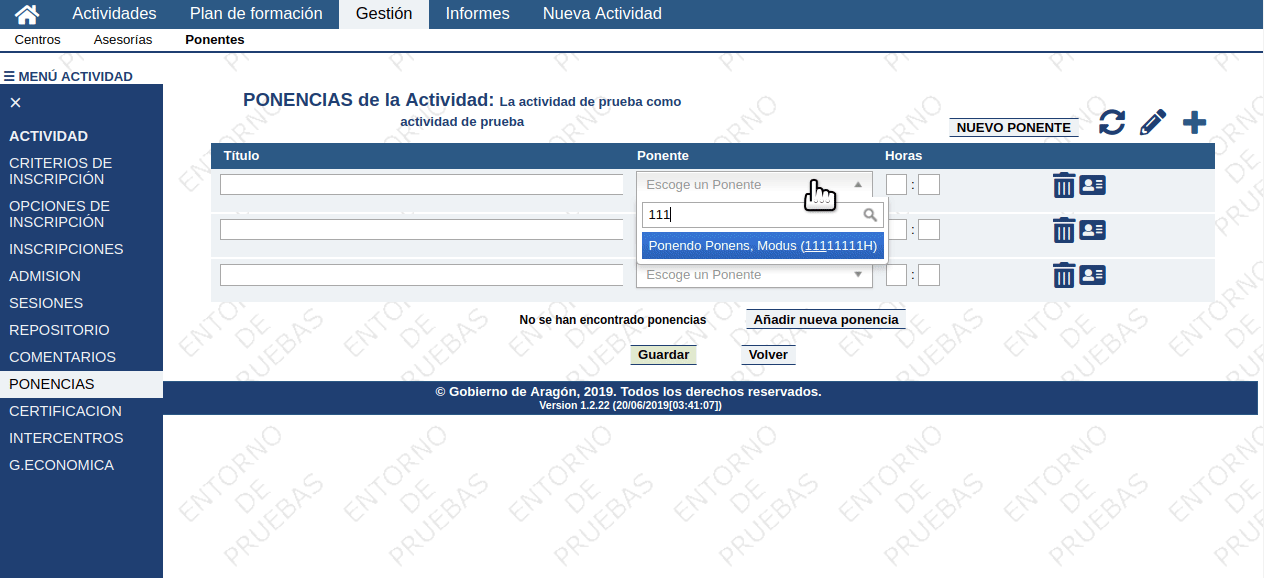 Actividades Plan de formación Gestión Informes Nueva Actividad
Centros Asesorías Ponentes
☰ MENÚ ACTIVIDAD
×
ACTIVIDAD
CRITERIOS DE
INSCRIPCIÓN
OPCIONES DE
INSCRIPCIÓN
INSCRIPCIONES
ADMISION
SESIONES
REPOSITORIO
COMENTARIOS
PONENCIAS
CERTIFICACION
INTERCENTROS
G.ECONOMICA
PONENCIAS de la Actividad: La actividad de prueba como
actividad de prueba
NUEVO PONENTE
Título Ponente Horas
Escoge un Ponente :
111
Ponendo Ponens, Modus (11111111H)
:
Escoge un Ponente :
No se han encontrado ponencias Añadir nueva ponencia
Guardar Volver
© Gobierno de Aragón, 2019. Todos los derechos reservados.
Version 1.2.22 (20/06/2019[03:41:07])
ENTORNO
DE
PRUEBAS